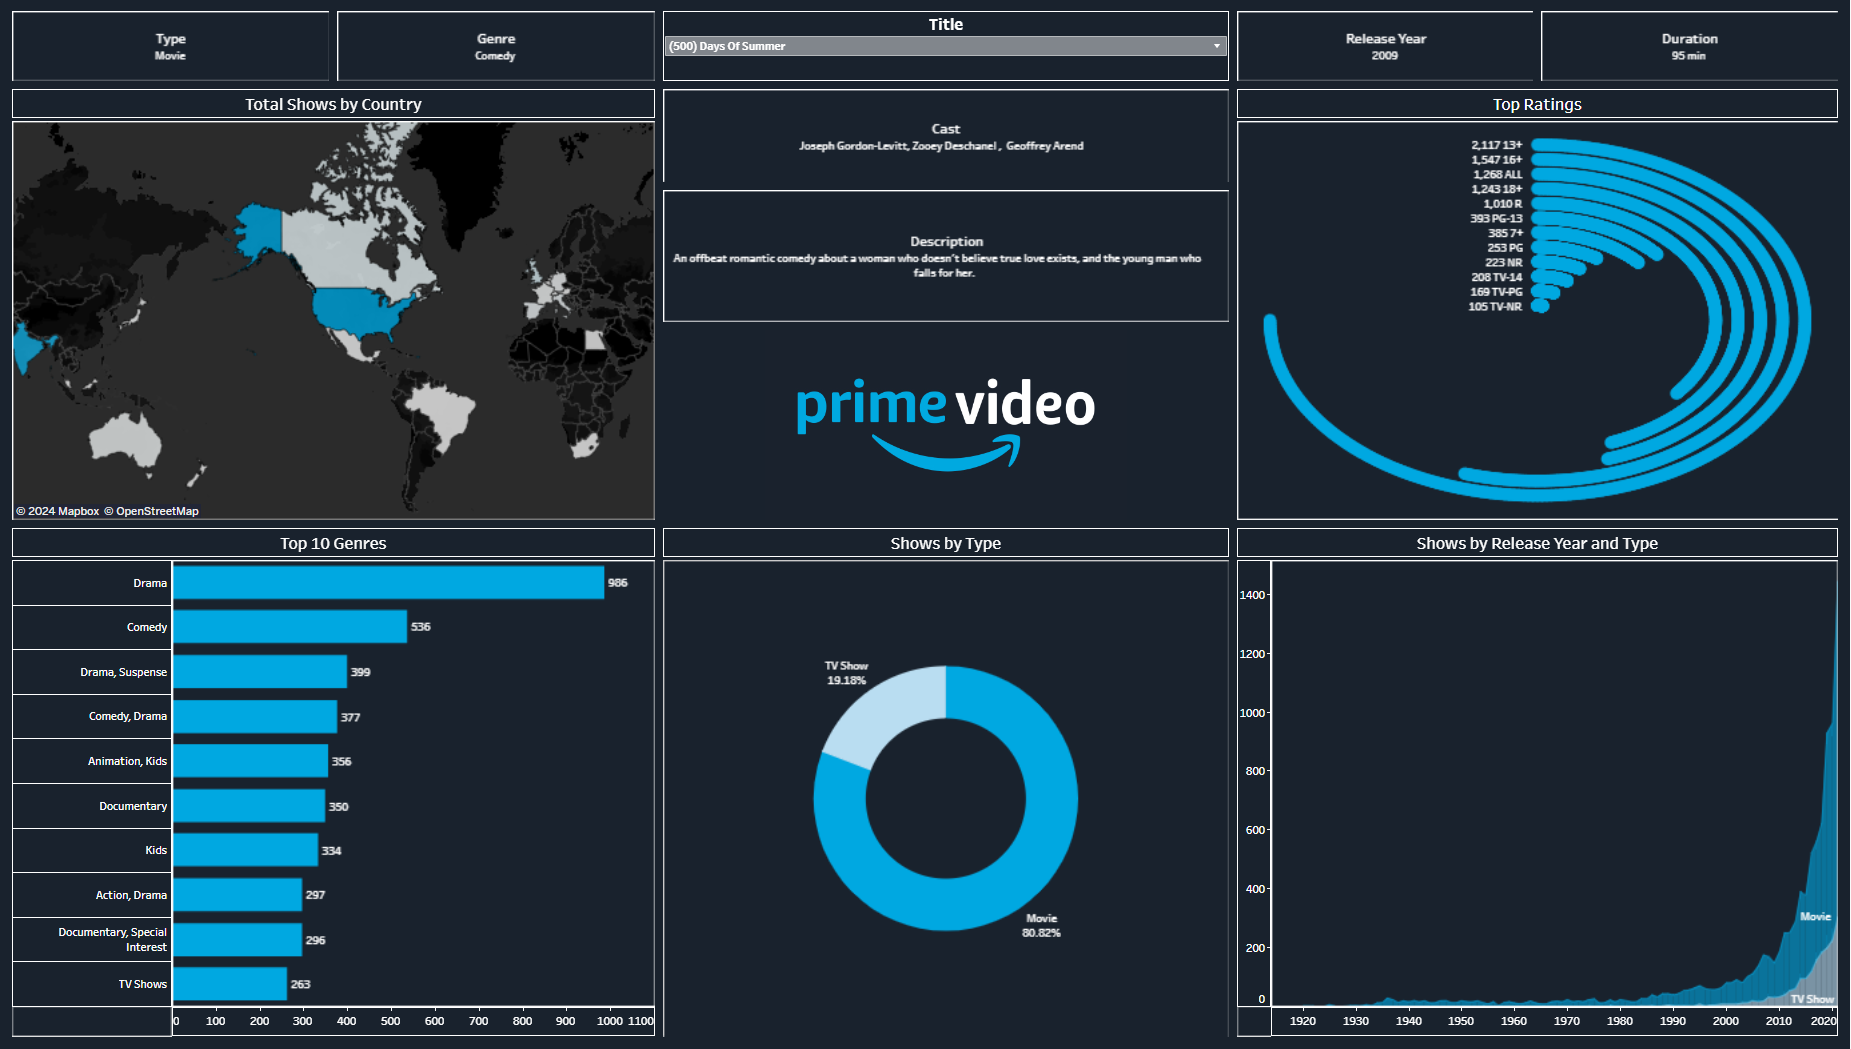 Type
Movie
Genre
Comedy
Title
(500) Days Of Summer
Release Year
2009
Duration
95 min
Total Shows by Country
© 2024 Mapbox © OpenStreetMap
Cast
Joseph Gordon-Levitt, Zooey Deschanel , Geoffrey Arend
Description
An offbeat romantic comedy about a woman who doesn't believe true love exists, and the young man who
falls for her.
prime video
Top Ratings
2,117 13+
1,547 16+
1,268 ALL
1,243 18+
1,010 R
393 PG-13
385 7+
253 PG
223 NR
208 TV-14
169 TV-PG
105 TV-NR
Top 10 Genres
Drama
986
Comedy
536
Drama, Suspense
399
Comedy, Drama
377
Animation, Kids
356
Documentary
350
Kids
334
Action, Drama
297
Documentary, Special
Interest
296
TV Shows
263
0 100 200 300 400 500 600 700 800 900 1000 1100
Shows by Type
TV Show
19.18%
Movie
80.82%
Shows by Release Year and Type
1400
1200
1000
800
600
400
200
0
Movie
TV Show
1920 1930 1940 1950 1960 1970 1980 1990 2000 2010 2020